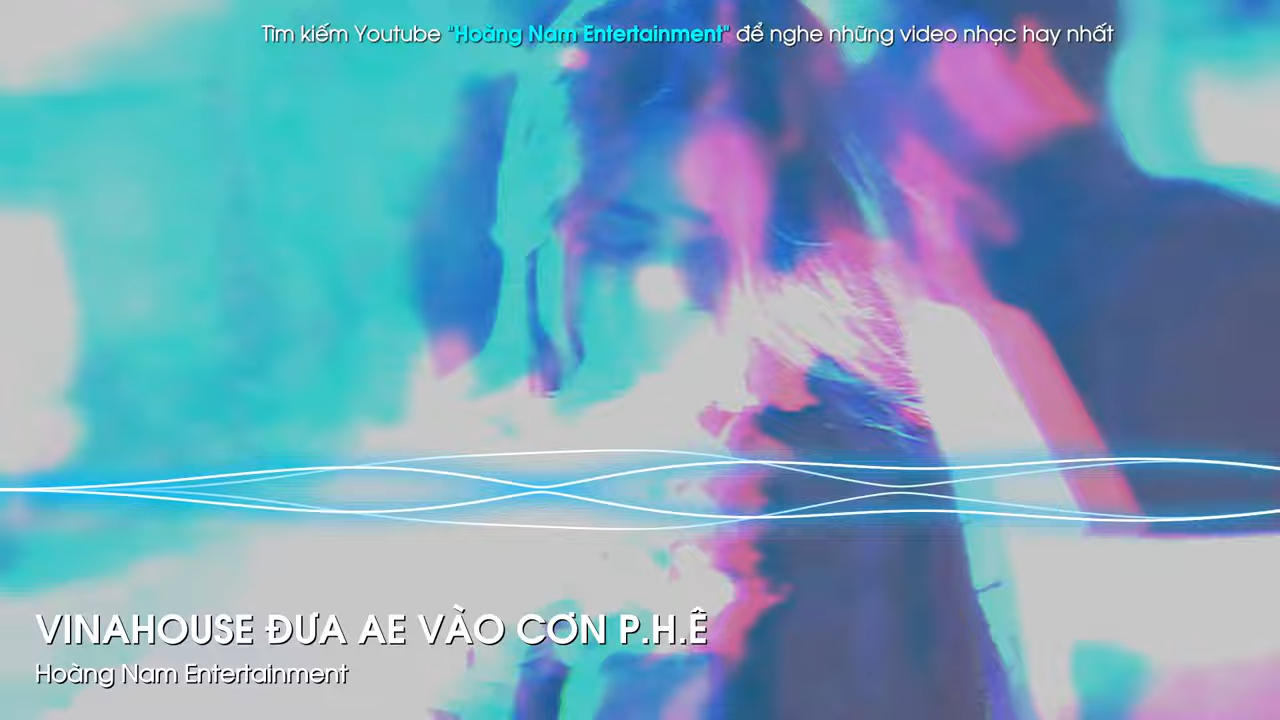 Tìm kiếm Youtube "Hoàng Nam Entertainment" để nghe những video nhạc hay nhất
VINAHOUSE ĐƯA AE VÀO CƠN P.H.Ê
Hoàng Nam Entertainment